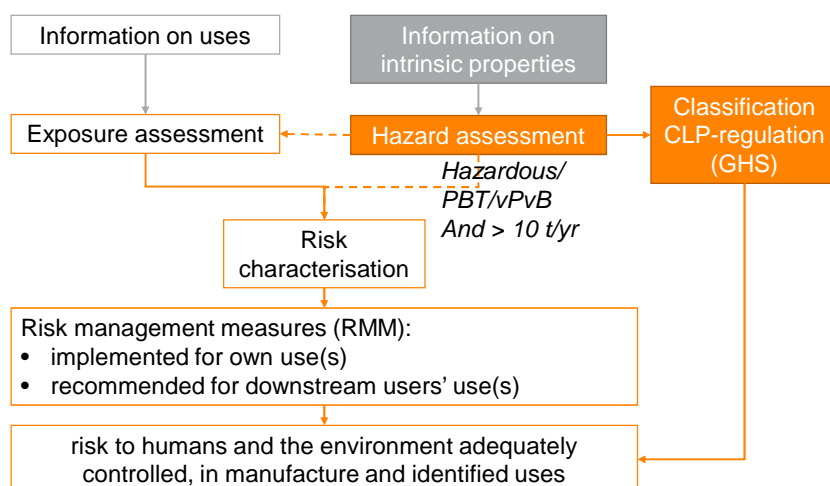 Information on uses
Information on
intrinsic properties
Classification
CLP-regulation
(GHS)
Exposure assessment
Hazard assessment
Hazardous/
PBT/vPvB
And > 10 t/yr
Risk
characterisation
Risk management measures (RMM):
• implemented for own use(s)
• recommended for downstream users’ use(s)
risk to humans and the environment adequately
controlled, in manufacture and identified uses